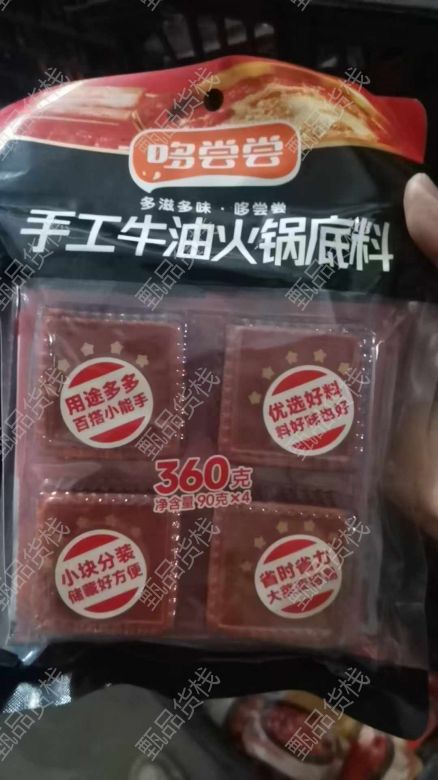 哆尝尝
多滋多味·哆尝尝
手工牛油火锅底料
用途多多
百搭小能手
优选好料
料好味也好
360克
净含量90克×4
小块分装
储藏好方便
省时省力
甄品货栈